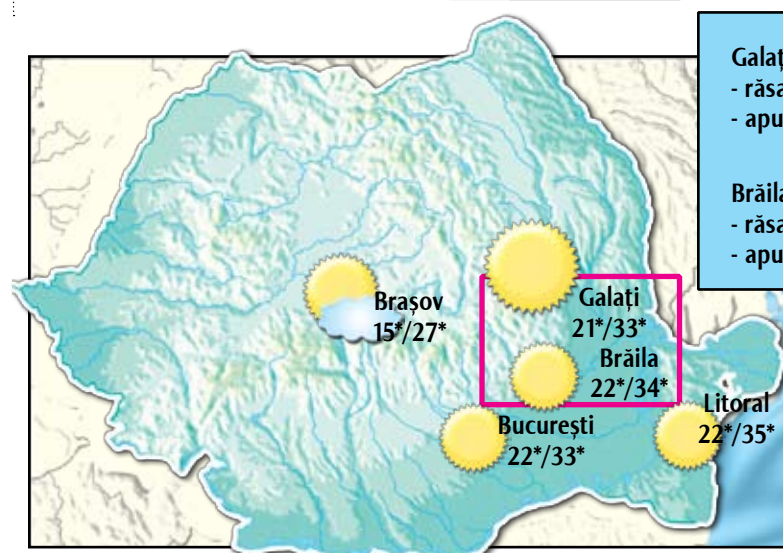 Brașov
15*/27*
Galați
21*/33*
Brăila
22*/34*
București
22*/33*
Litoral
22*/35*